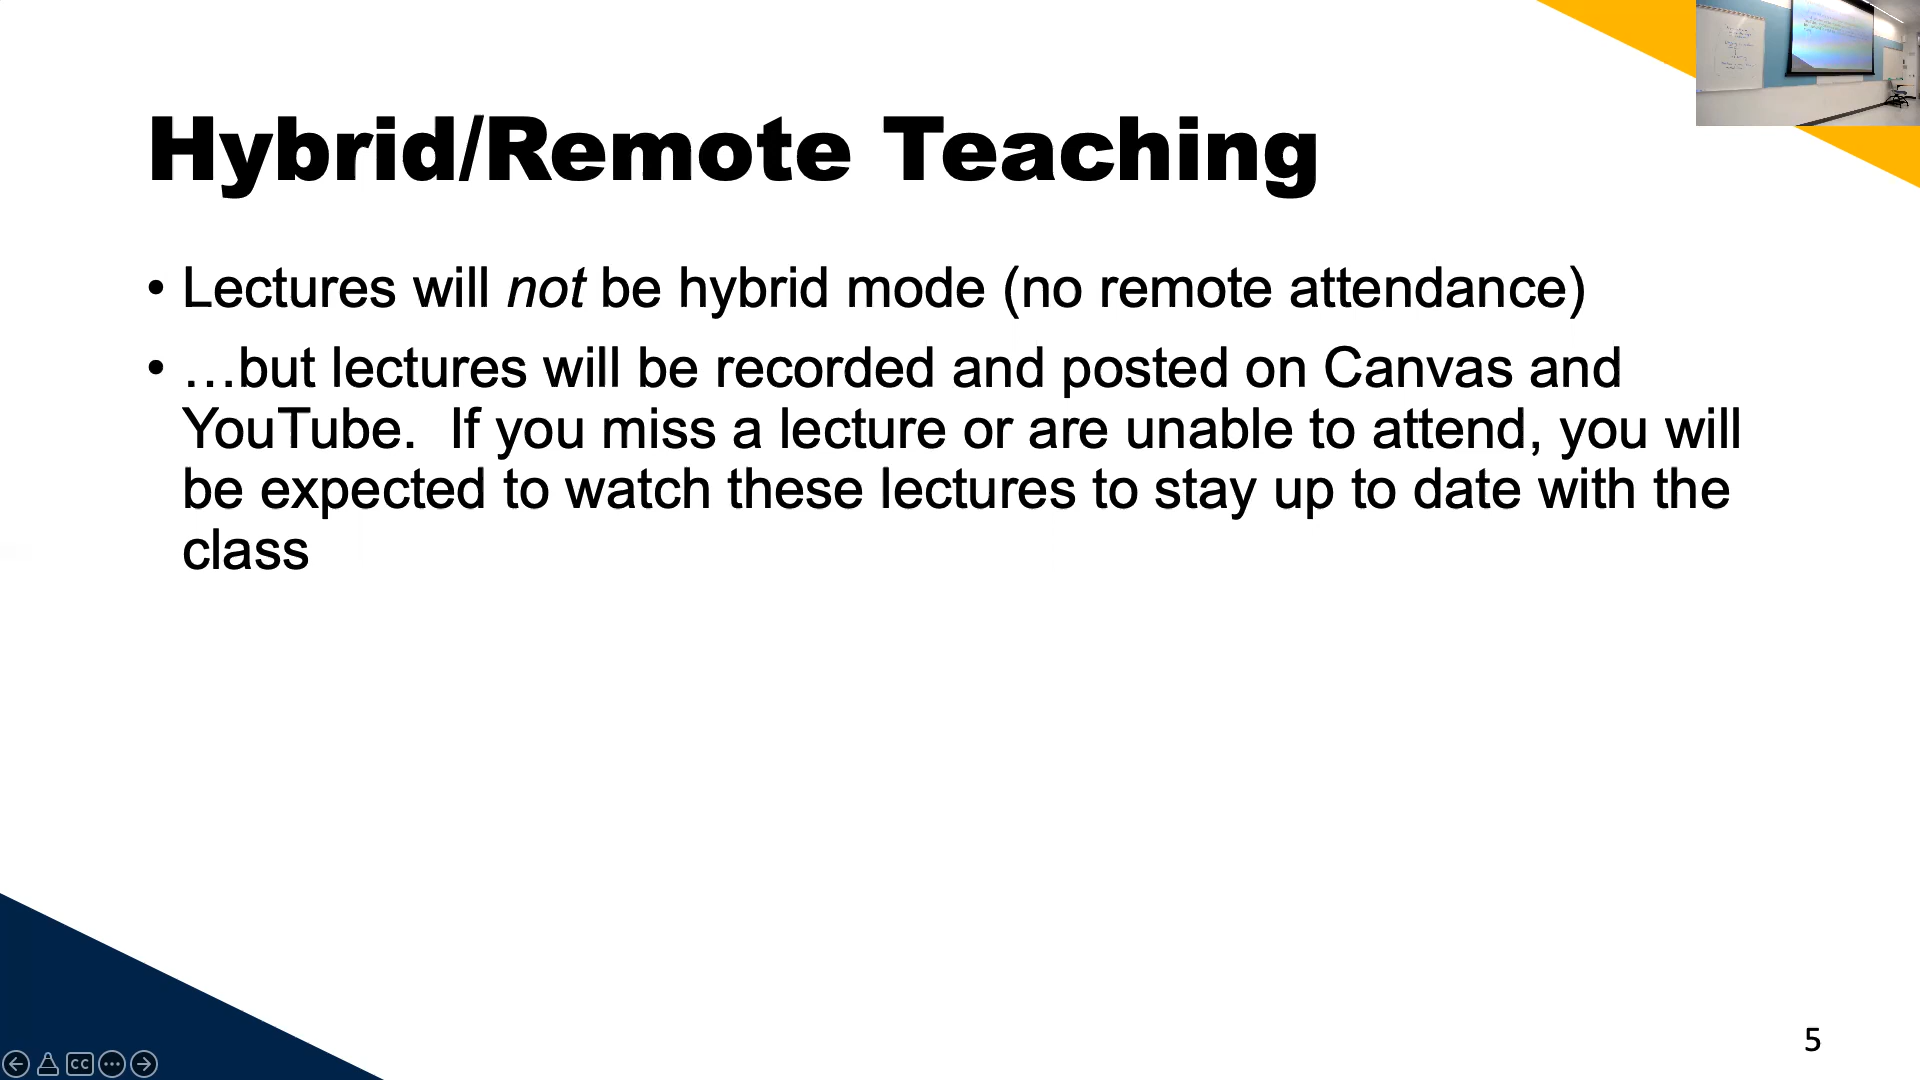 Hybrid/Remote Teaching
• Lectures will not be hybrid mode (no remote attendance)
• …but lectures will be recorded and posted on Canvas and
YouTube.  If you miss a lecture or are unable to attend, you will
be expected to watch these lectures to stay up to date with the
class
5
CC